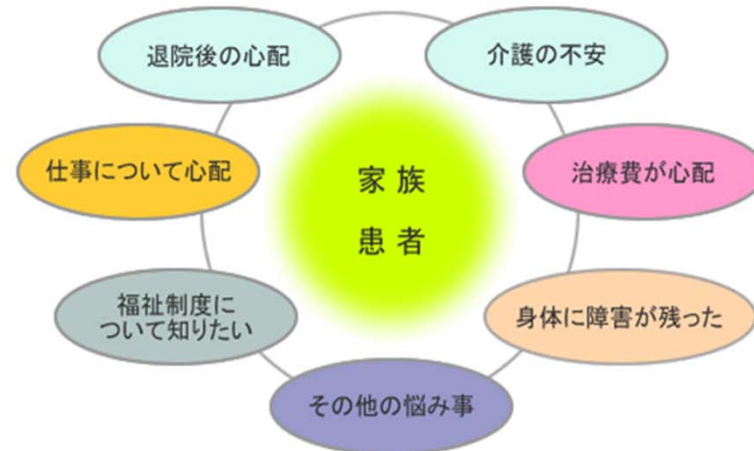 退院後の心配
介護の不安
仕事について心配
家族
患者
治療費が心配
福祉制度に
ついて知りたい
身体に障害が残った
その他の悩み事